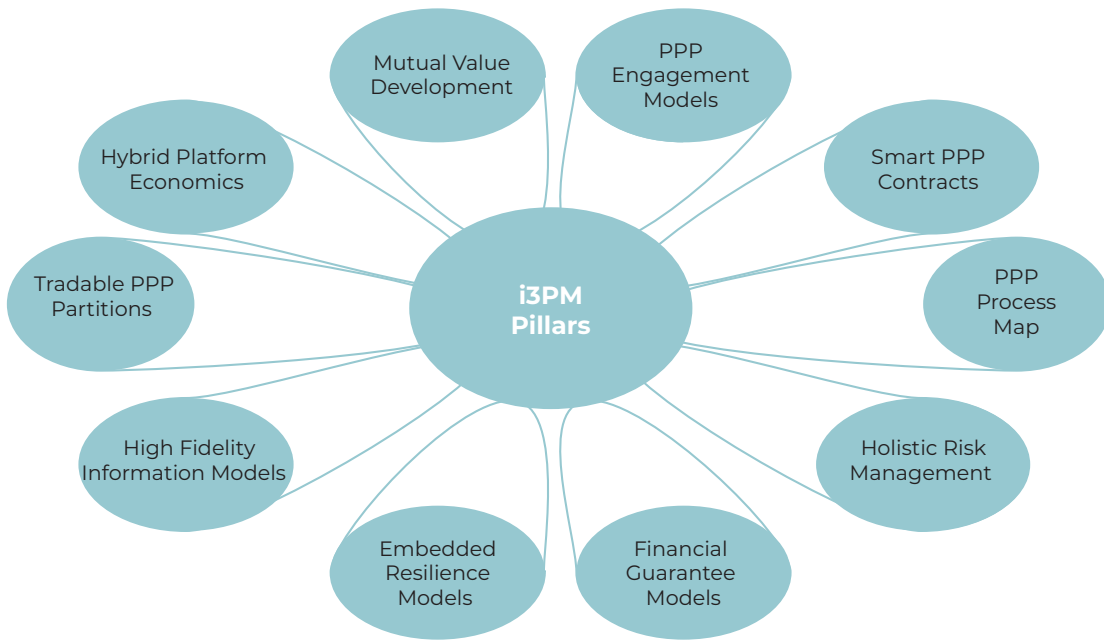 Mutual Value
Development
PPP
Engagement
Models
Hybrid Platform
Economics
Smart PPP
Contracts
Tradable PPP
Partitions
i3PM
Pillars
PPP
Process
Map
High Fidelity
Information Models
Holistic Risk
Management
Embedded
Resilience
Models
Financial
Guarantee
Models